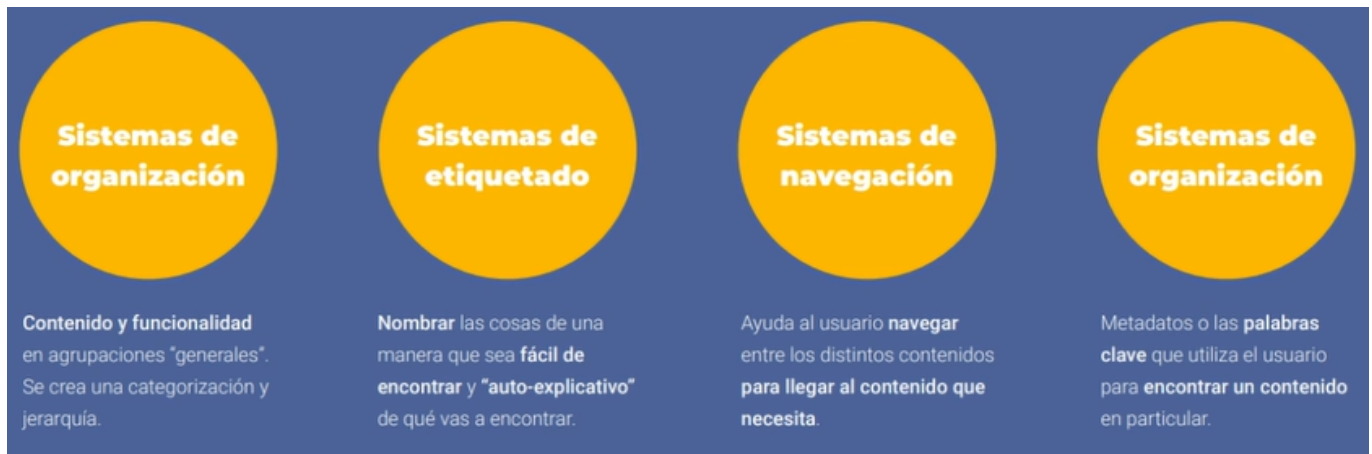 Sistemas de
organización
Contenido y funcionalidad
en agrupaciones “generales”.
Se crea una categorización y
jerarquía.
Sistemas de
etiquetado
Nombrar las cosas de una
manera que sea fácil de
encontrar y “auto-explicativo”
de qué vas a encontrar.
Sistemas de
navegación
Ayuda al usuario navegar
entre los distintos contenidos
para llegar al contenido que
necesita.
Sistemas de
organización
Metadatos o las palabras
clave que utiliza el usuario
para encontrar un contenido
en particular.